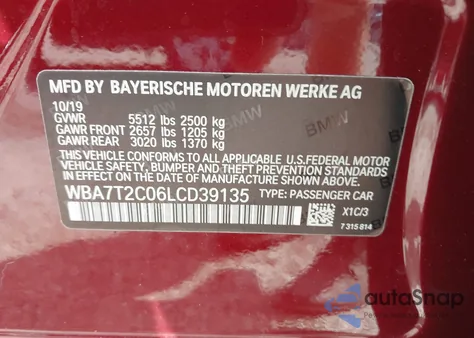 MFD BY BAYERISCHE MOTOREN WERKE AG
10/19
GVWR 5512 lbs 2500 kg
GAWR FRONT 2657 lbs 1205 kg
GAWR REAR 3020 lbs 1370 kg
THIS VEHICLE CONFORMS TO ALL APPLICABLE U.S.FEDERAL MOTOR
VEHICLE SAFETY, BUMPER, AND THEFT PREVENTION STANDARDS
IN EFFECT ON THE DATE OF MANUFACTURE SHOWN ABOVE.
WBA7T2C06LCD39135 TYPE: PASSENGER CAR
X1C/3
7 315 814
BMW
BMW
autoSnap